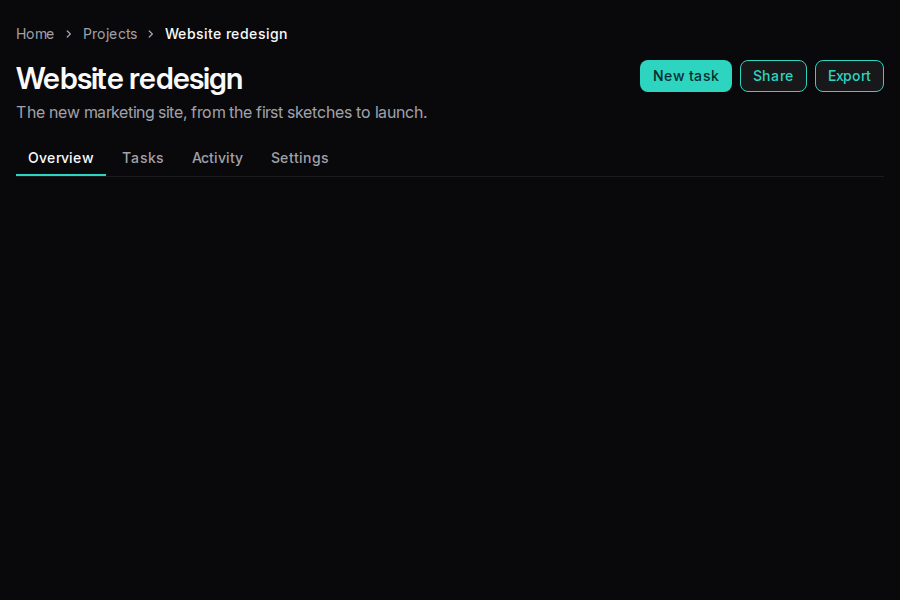 Home Projects Website redesign
Website redesign
New task Share Export
The new marketing site, from the first sketches to launch.
Overview Tasks Activity Settings